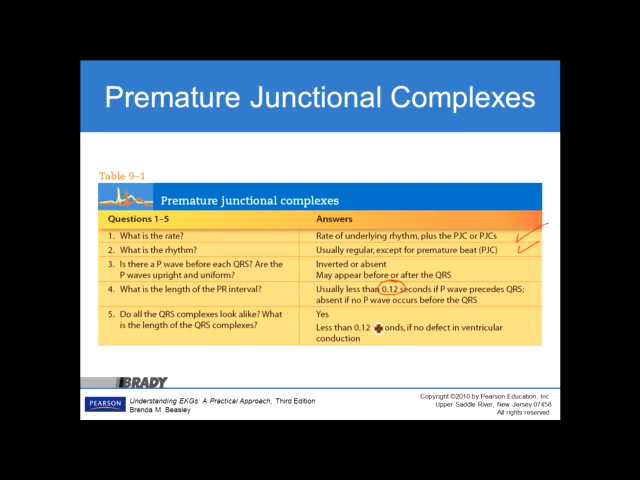 Premature Junctional Complexes
Table 9–1
Premature junctional complexes
Questions 1–5 Answers
1. What is the rate? Rate of underlying rhythm, plus the PJC or PJCs
2. What is the rhythm? Usually regular, except for premature beat (PJC)
3. Is there a P wave before each QRS? Are the Inverted or absent
P waves upright and uniform? May appear before or after the QRS
4. What is the length of the PR interval? Usually less than 0.12 seconds if P wave precedes QRS;
absent if no P wave occurs before the QRS
5. Do all the QRS complexes look alike? What Yes
is the length of the QRS complexes? Less than 0.12 onds, if no defect in ventricular
conduction
BRADY
PEARSON
Understanding EKGs: A Practical Approach, Third Edition
Brenda M. Beasley
Copyright ©2010 by Pearson Education, Inc.
Upper Saddle River, New Jersey 07458
All rights reserved.